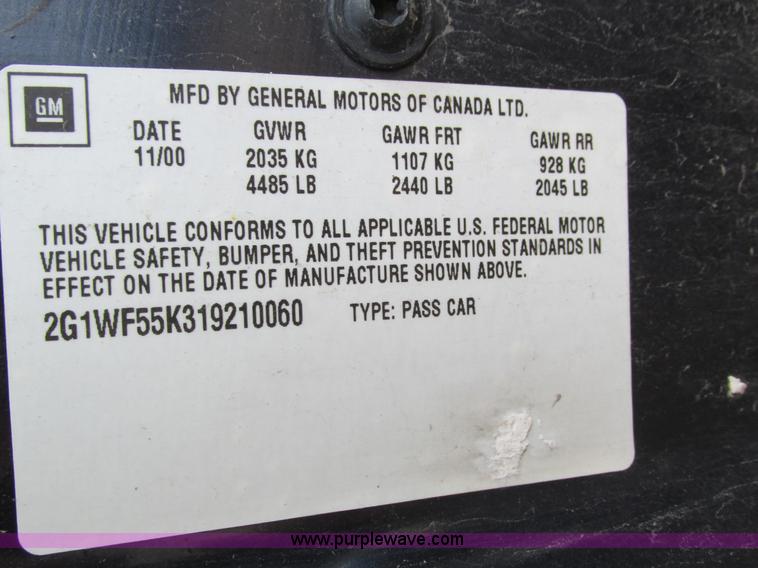 GM
MFD BY GENERAL MOTORS OF CANADA LTD.
DATE GVWR GAWR FRT GAWR RR
11/00 2035 KG 1107 KG 928 KG
4485 LB 2440 LB 2045 LB
THIS VEHICLE CONFORMS TO ALL APPLICABLE U.S. FEDERAL MOTOR
VEHICLE SAFETY, BUMPER, AND THEFT PREVENTION STANDARDS IN
EFFECT ON THE DATE OF MANUFACTURE SHOWN ABOVE.
2G1WF55K319210060 TYPE: PASS CAR
www.purplewave.com